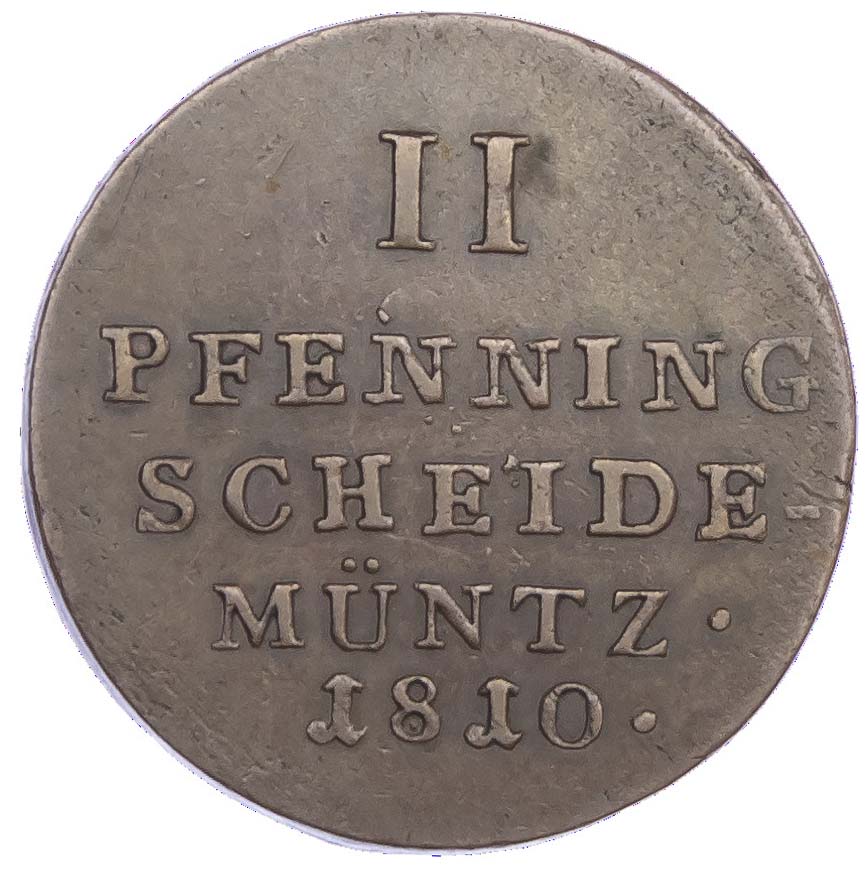 II
PFENNING
SCHEIDE-
MÜNTZ.
1810.